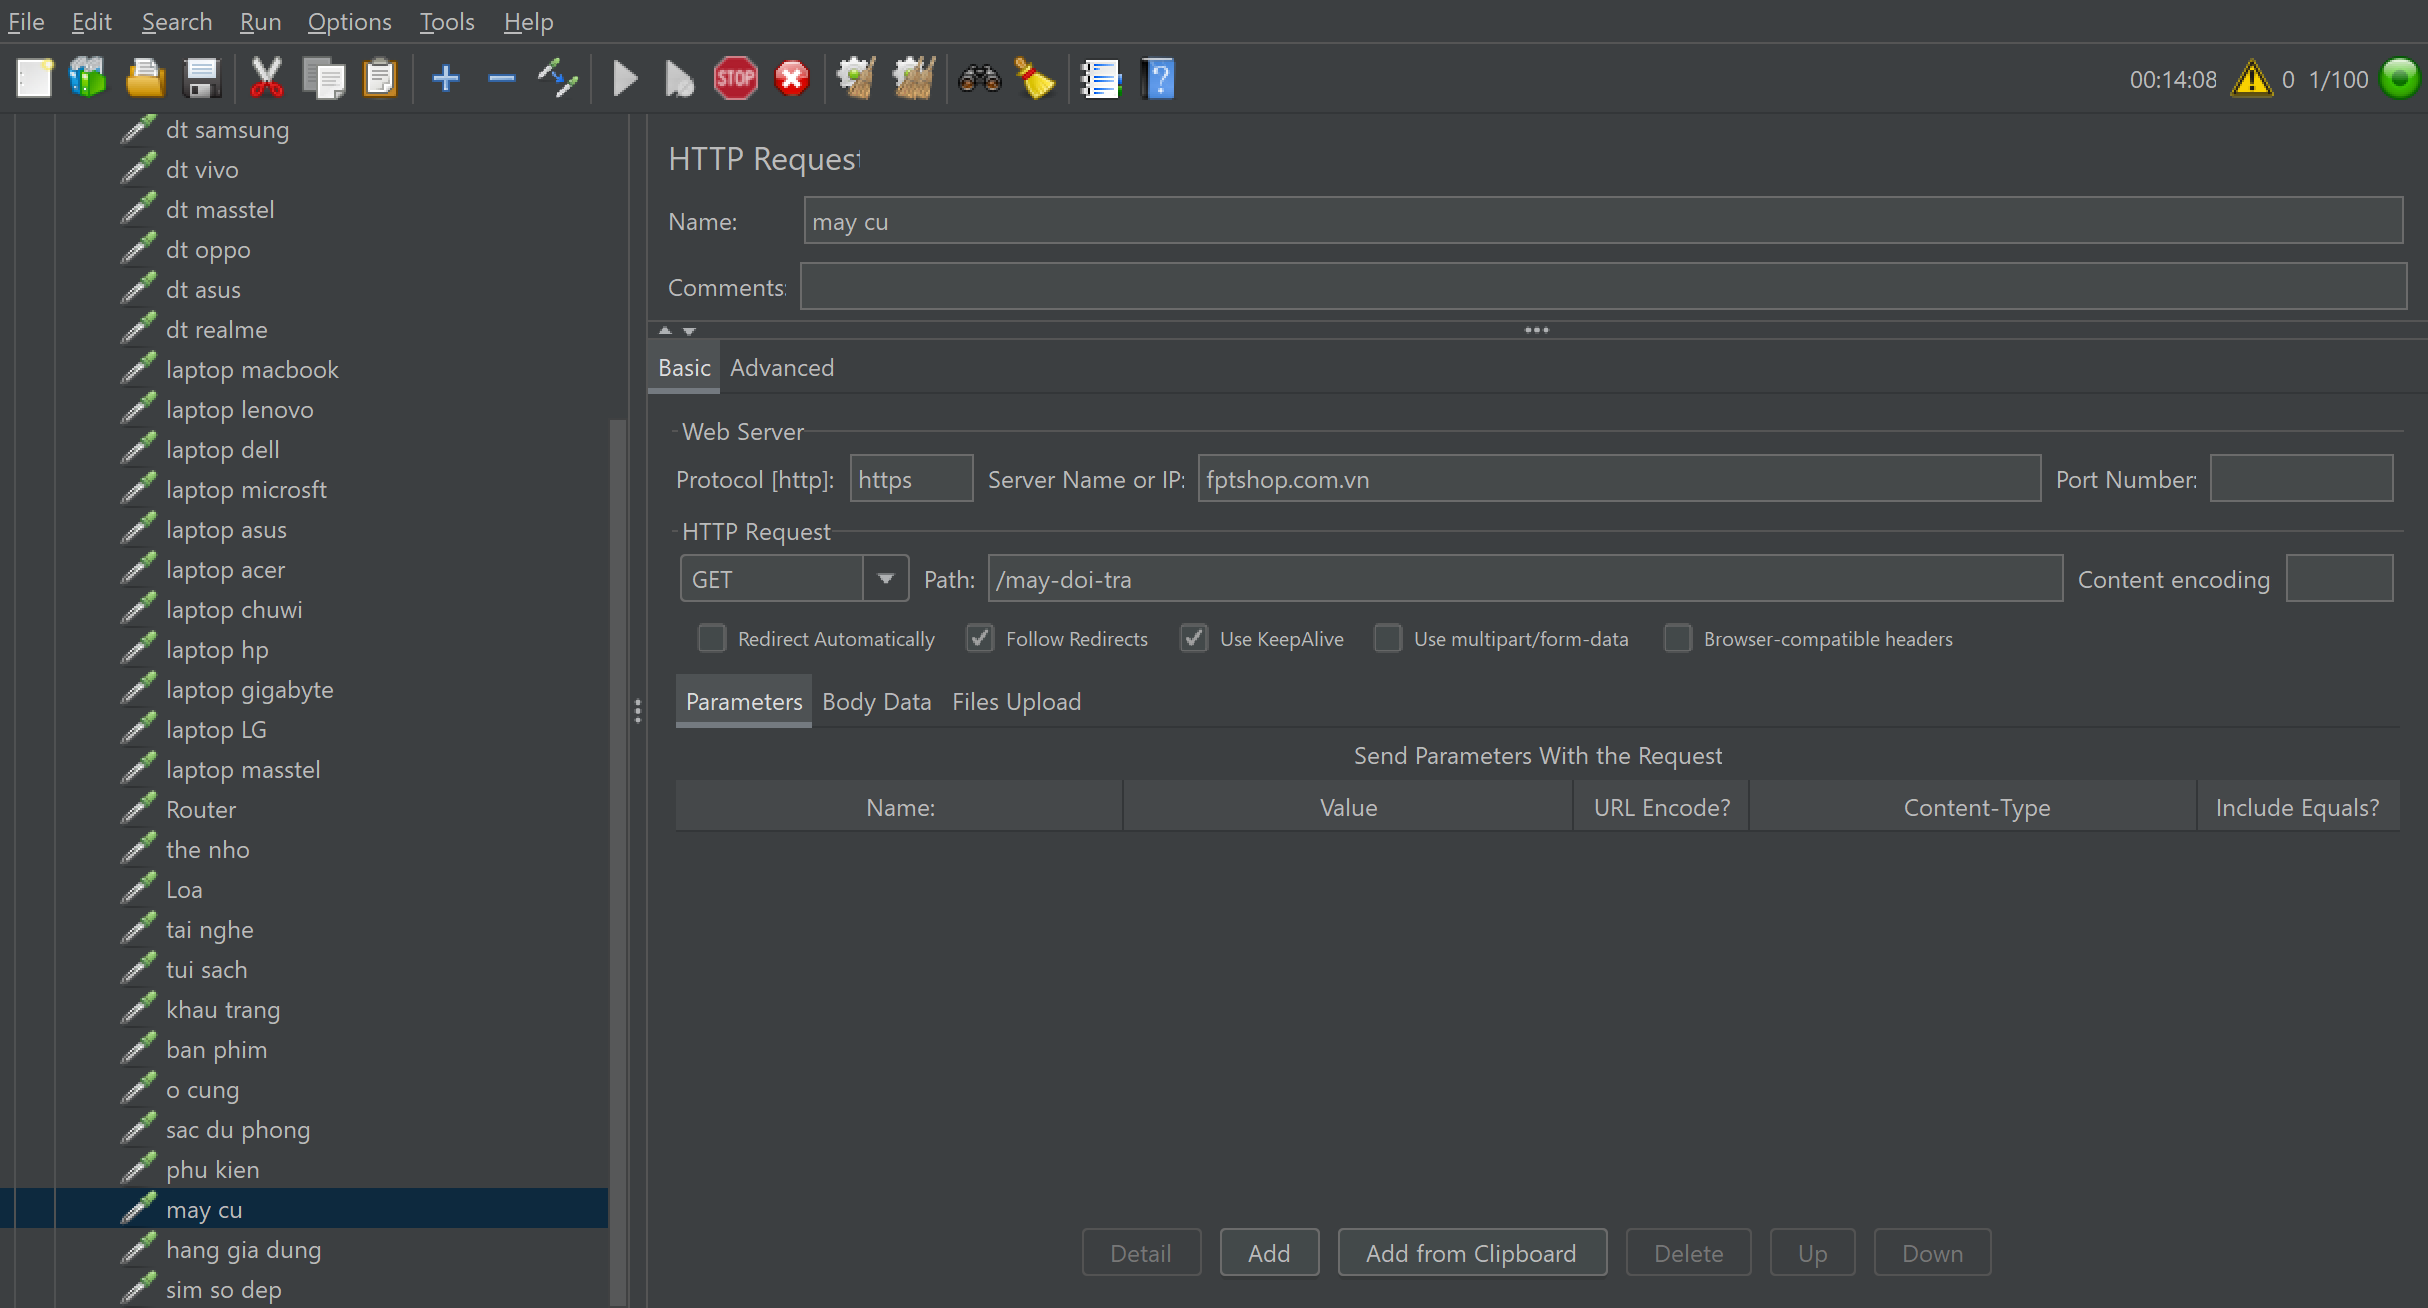 File Edit Search Run Options Tools Help
STOP
00:14:08 0 1/100
dt samsung
dt vivo
dt masstel
dt oppo
dt asus
dt realme
laptop macbook
laptop lenovo
laptop dell
laptop microsft
laptop asus
laptop acer
laptop chuwi
laptop hp
laptop gigabyte
laptop LG
laptop masstel
Router
the nho
Loa
tai nghe
tui sach
khau trang
ban phim
o cung
sac du phong
phu kien
may cu
hang gia dung
sim so dep
HTTP Request
Name: may cu
Comments:
Basic Advanced
Web Server
Protocol [http]: https Server Name or IP: fptshop.com.vn Port Number:
HTTP Request
GET Path: /may-doi-tra Content encoding
Redirect Automatically Follow Redirects Use KeepAlive Use multipart/form-data Browser-compatible headers
Parameters Body Data Files Upload
Send Parameters With the Request
Name: Value URL Encode? Content-Type Include Equals?
Detail Add Add from Clipboard Delete Up Down